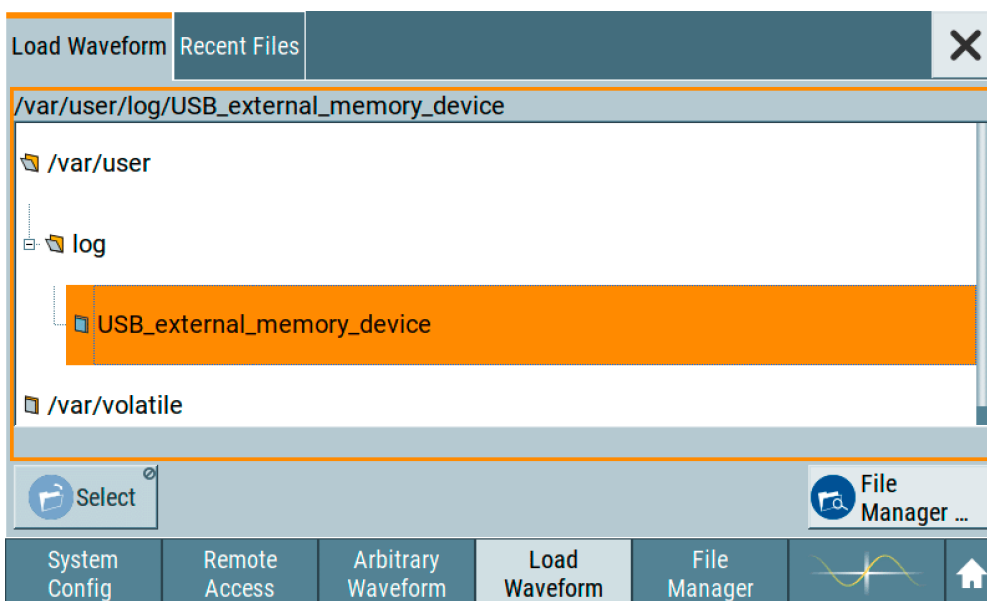 Load Waveform Recent Files
/var/user/log/USB_external_memory_device
/var/user
log
USB_external_memory_device
/var/volatile
Select
File
Manager ...
System
Config
Remote
Access
Arbitrary
Waveform
Load
Waveform
File
Manager